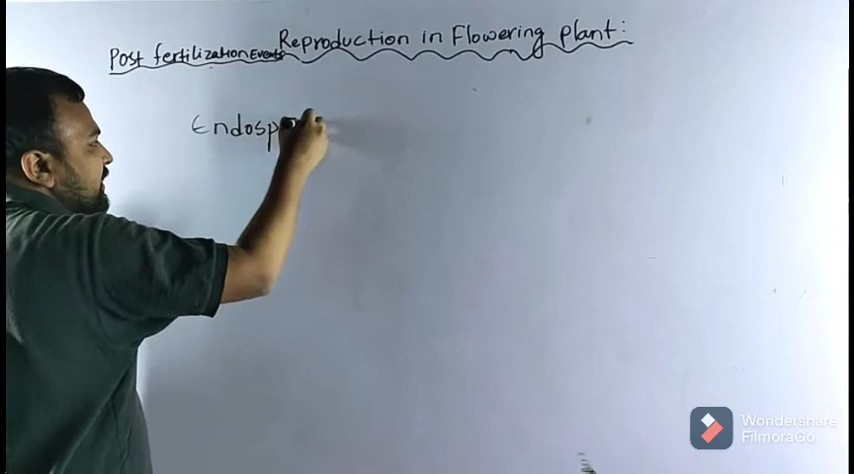 Post fertilization Events Reproduction in Flowering plant:
Endosp
Wondershare
FilmoraGo